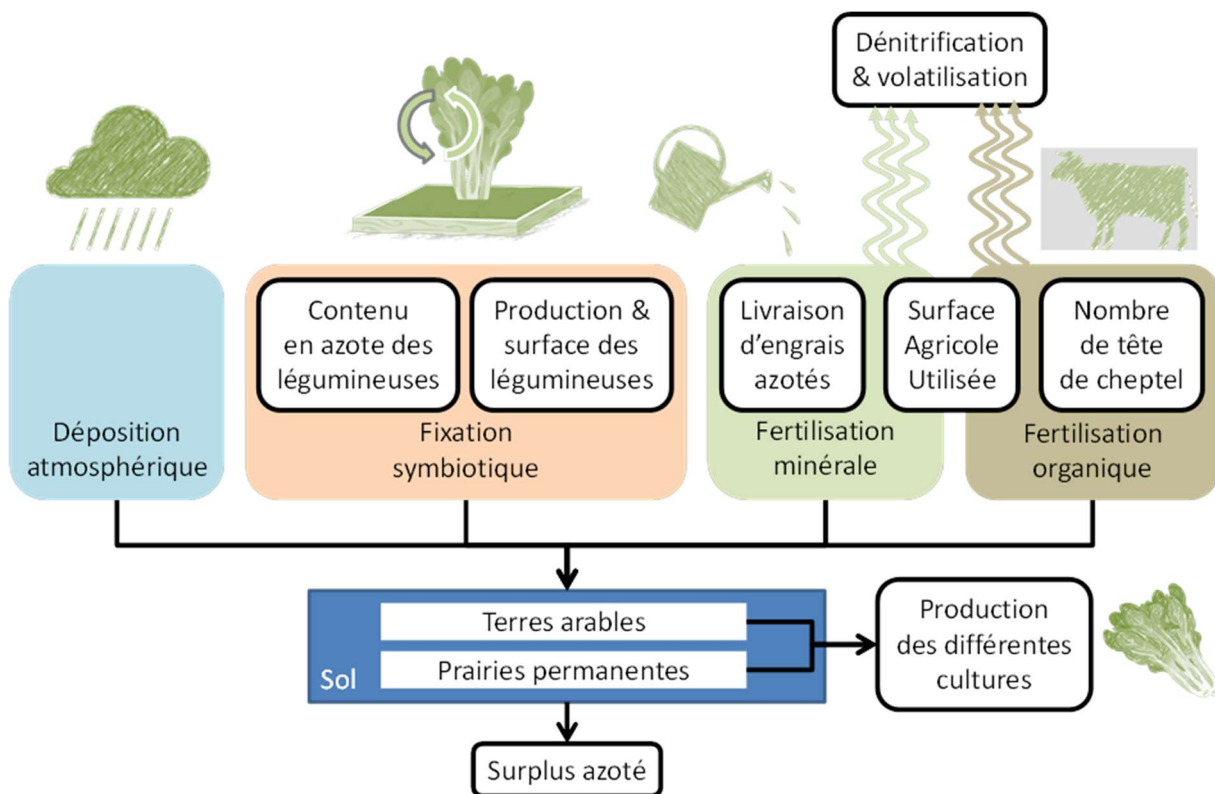 Dénitrification
& volatilisation
Contenu
en azote des
légumineuses
Production &
surface des
légumineuses
Livraison
d'engrais
azotés
Surface
Agricole
Utilisée
Nombre
de tête
de cheptel
Déposition
atmosphérique
Fixation
symbiotique
Fertilisation
minérale
Fertilisation
organique
Terres arables
Prairies permanentes
Sol
Production
des différentes
cultures
Surplus azoté